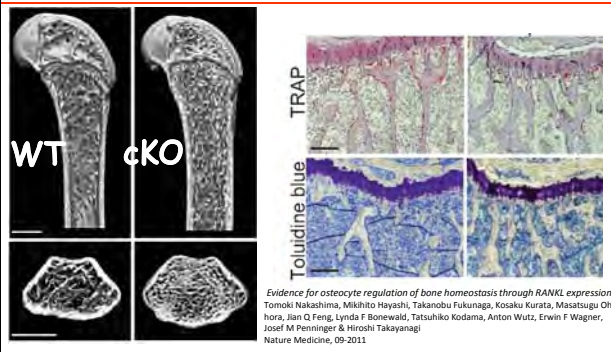 WT
cKO
TRAP
Toluidine blue
Evidence for osteocyte regulation of bone homeostasis through RANKL expression
Tomoki Nakashima, Mikihito Hayashi, Takanobu Fukunaga, Kosaku Kurata, Masatsugu Oh-
hora, Jian Q Feng, Lynda F Bonewald, Tatsuhiko Kodama, Anton Wutz, Erwin F Wagner,
Josef M Penninger & Hiroshi Takayanagi
Nature Medicine, 09-2011